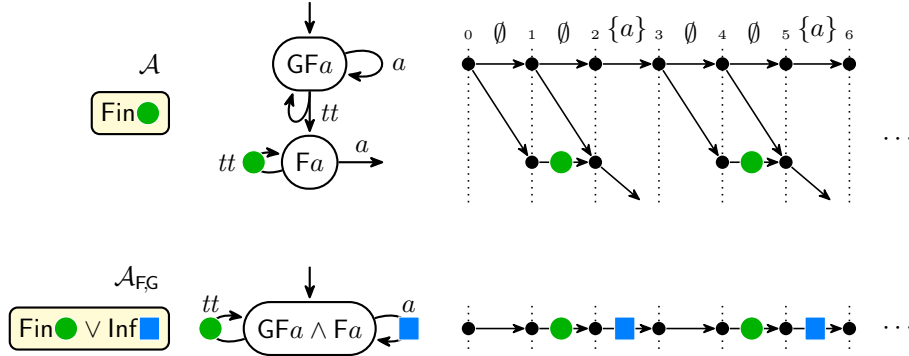 𝒜
Fin
GFa
a
tt
tt
Fa
a
0 ∅ 1 ∅ 2 {a} 3 ∅ 4 ∅ 5 {a} 6
...
𝒜F,G
Fin ∨ Inf
tt
GFa ∧ Fa
a
...